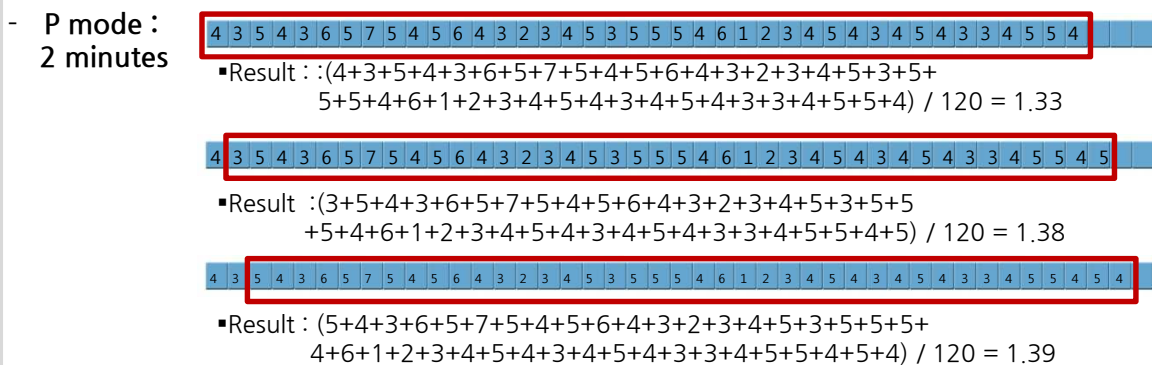 - P mode :
2 minutes
4 3 5 4 3 6 5 7 5 4 5 6 4 3 2 3 4 5 3 5 5 5 4 6 1 2 3 4 5 4 3 4 5 4 3 3 4 5 5 4
▪Result : :(4+3+5+4+3+6+5+7+5+4+5+6+4+3+2+3+4+5+3+5+
5+5+4+6+1+2+3+4+5+4+3+4+5+4+3+3+4+5+5+4) / 120 = 1.33
4 3 5 4 3 6 5 7 5 4 5 6 4 3 2 3 4 5 3 5 5 5 4 6 1 2 3 4 5 4 3 4 5 4 3 3 4 5 5 4 5
▪Result :(3+5+4+3+6+5+7+5+4+5+6+4+3+2+3+4+5+3+5+5
+5+4+6+1+2+3+4+5+4+3+4+5+4+3+3+4+5+5+4+5) / 120 = 1.38
4 3 5 4 3 6 5 7 5 4 5 6 4 3 2 3 4 5 3 5 5 5 4 6 1 2 3 4 5 4 3 4 5 4 3 3 4 5 5 4 5 4
▪Result : (5+4+3+6+5+7+5+4+5+6+4+3+2+3+4+5+3+5+5+5+
4+6+1+2+3+4+5+4+3+4+5+4+3+3+4+5+5+4+5+4) / 120 = 1.39